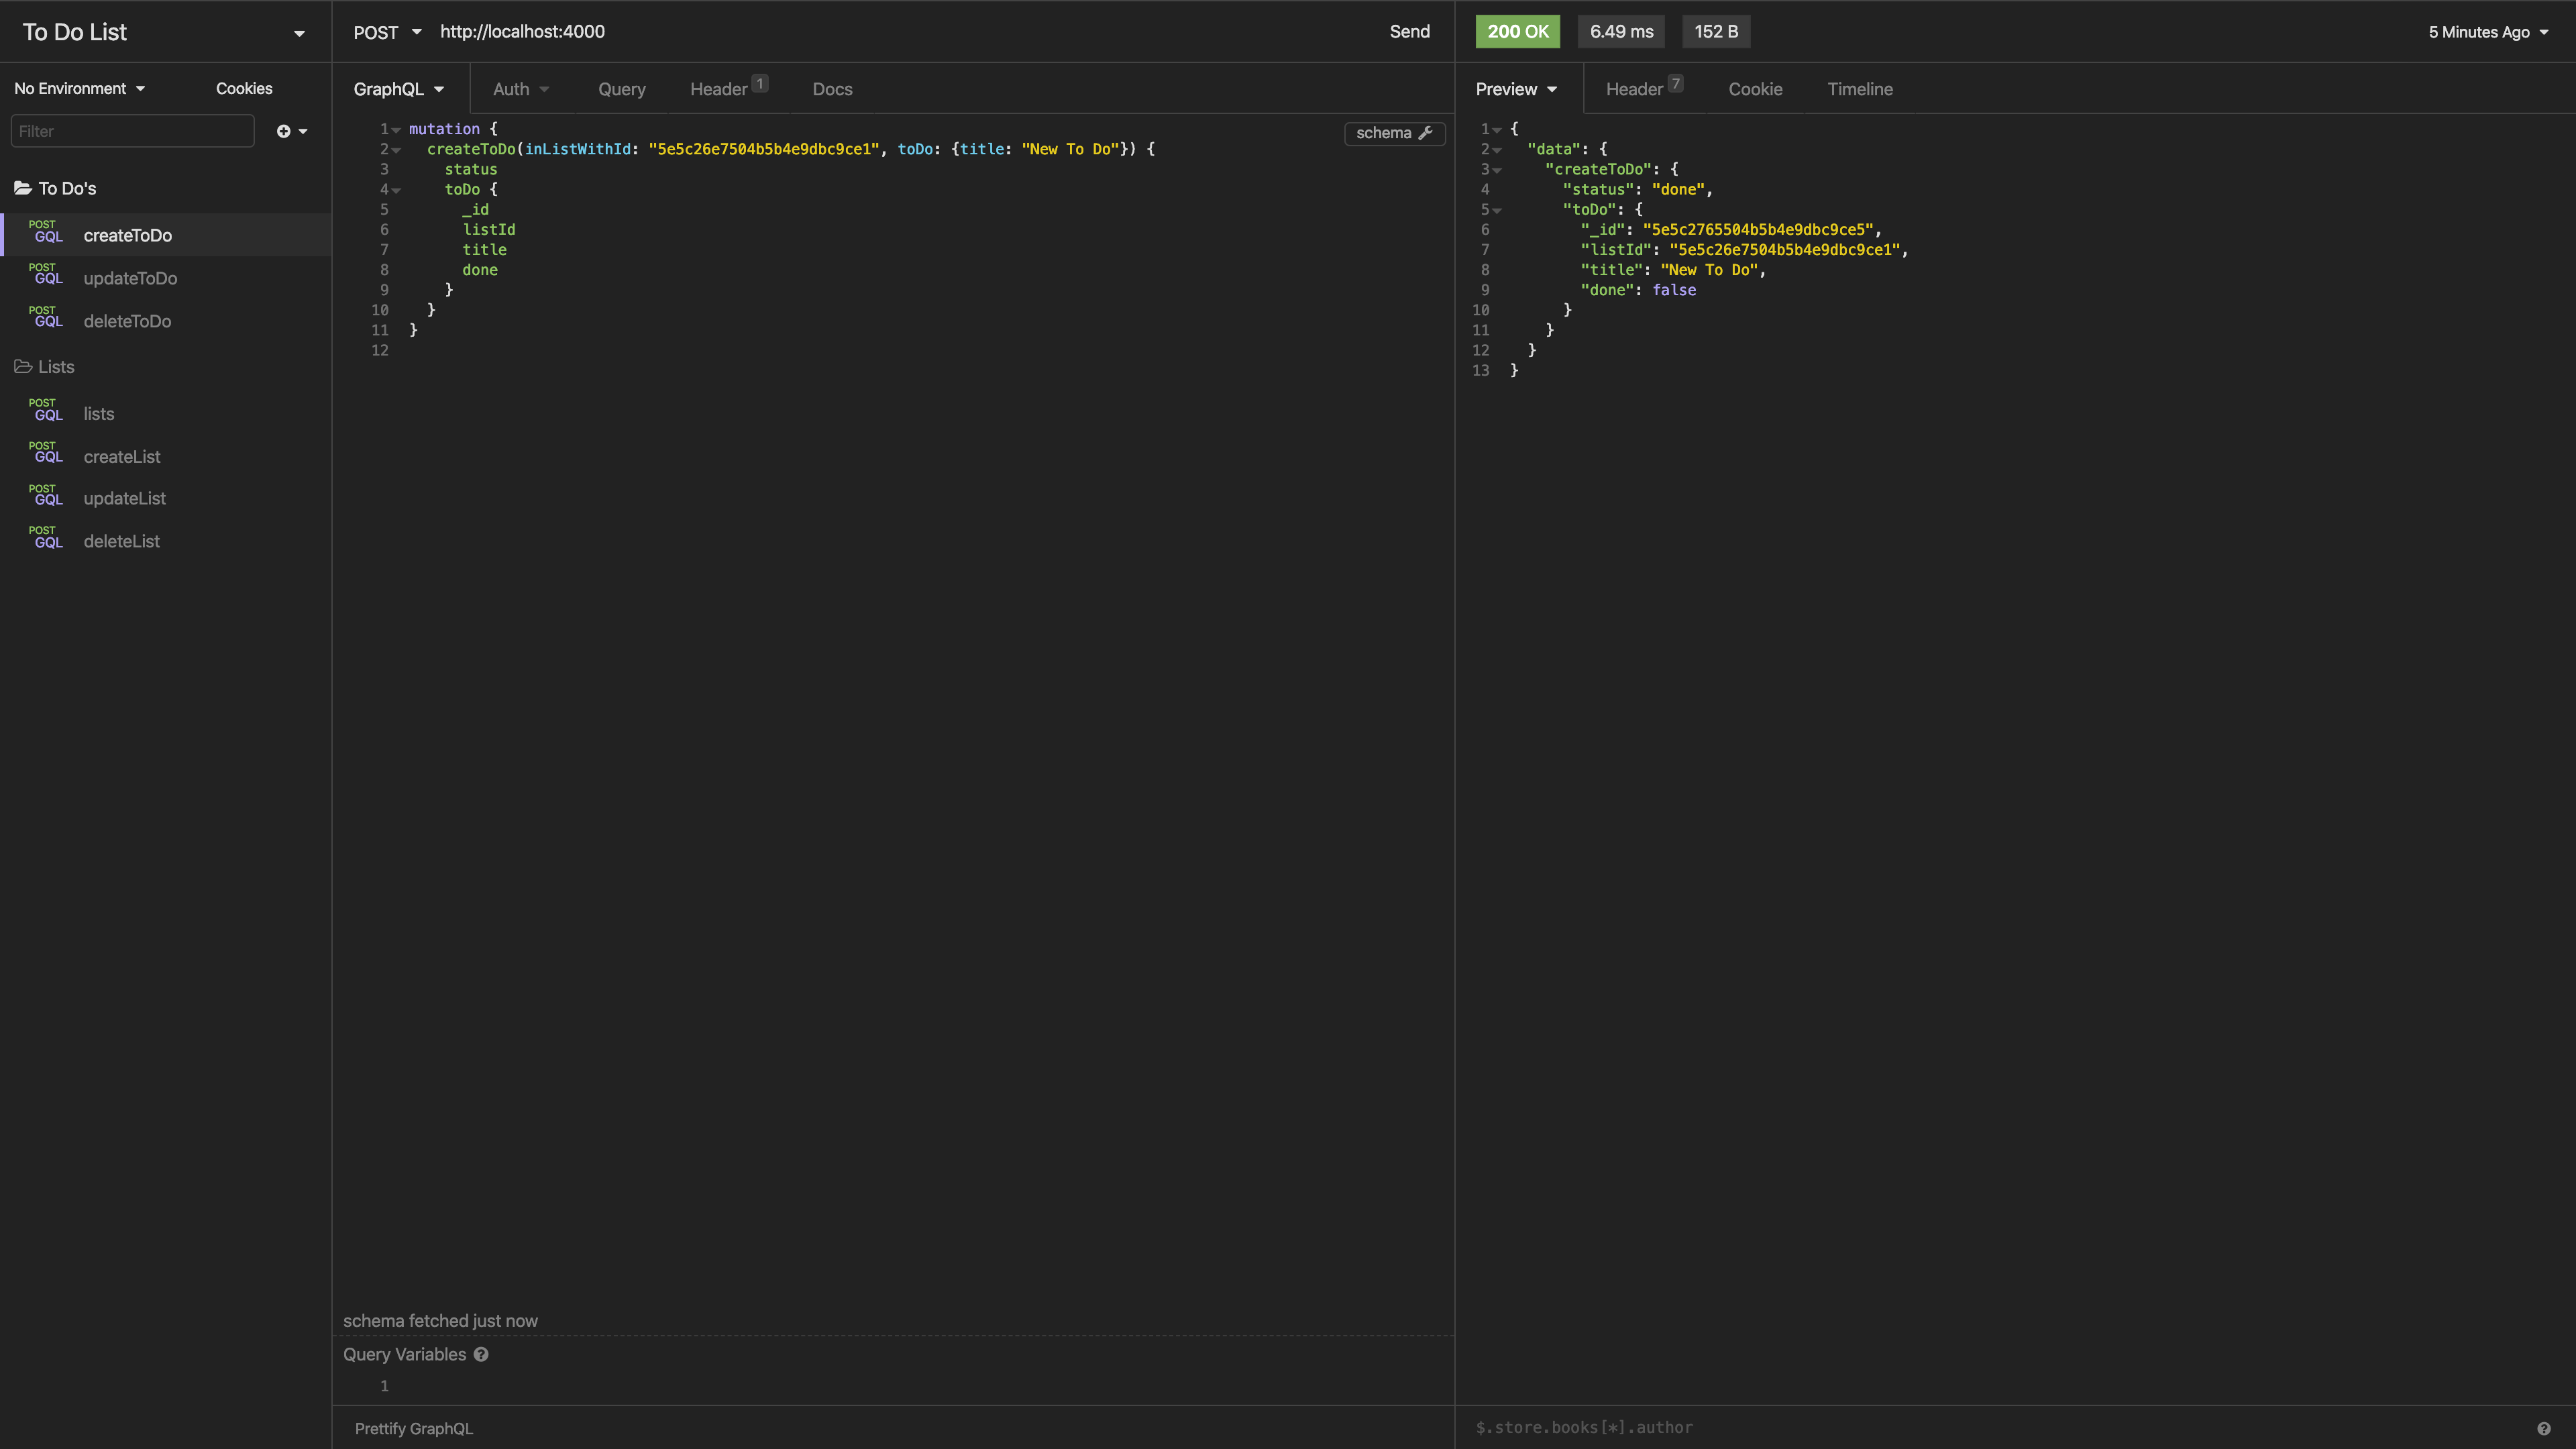 To Do List
No Environment
Cookies
Filter
To Do's
POST
GQL createToDo
POST
GQL updateToDo
POST
GQL deleteToDo
Lists
POST
GQL lists
POST
GQL createList
POST
GQL updateList
POST
GQL deleteList
POST http://localhost:4000 Send
GraphQL Auth Query Header 1 Docs
schema
1 mutation {
2 createToDo(inListWithId: "5e5c26e7504b5b4e9dbc9ce1", toDo: {title: "New To Do"}) {
3 status
4 toDo {
5 _id
6 listId
7 title
8 done
9 }
10 }
11 }
12
schema fetched just now
Query Variables
1
Prettify GraphQL
200 OK 6.49 ms 152 B 5 Minutes Ago
Preview Header 7 Cookie Timeline
1 {
2 "data": {
3 "createToDo": {
4 "status": "done",
5 "toDo": {
6 "_id": "5e5c2765504b5b4e9dbc9ce5",
7 "listId": "5e5c26e7504b5b4e9dbc9ce1",
8 "title": "New To Do",
9 "done": false
10 }
11 }
12 }
13 }
$.store.books[*].author